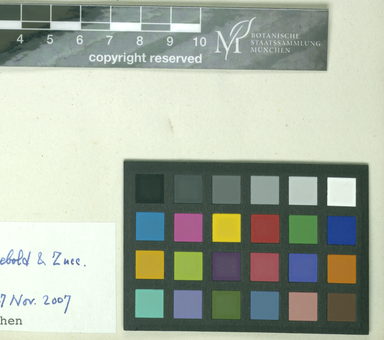 4 5 6 7 8 9 10
copyright reserved
M
BOTANISCHE
STAATSSAMMLUNG
MÜNCHEN
ebold & Zucc.
7 Nov. 2007
hen